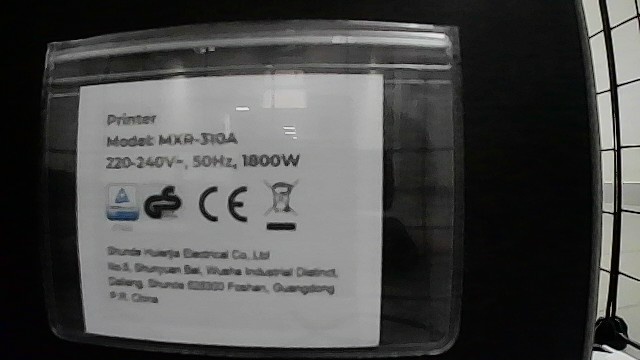 Printer
Model: MXR-310A
220-240V~, 50Hz, 1800W
CE
Shunde Huanjia Electrical Co., Ltd
No.5, Shunyuan Wusha Industrial District,
Daliang, Shunde 528300 Foshan, Guangdong
P.R. China